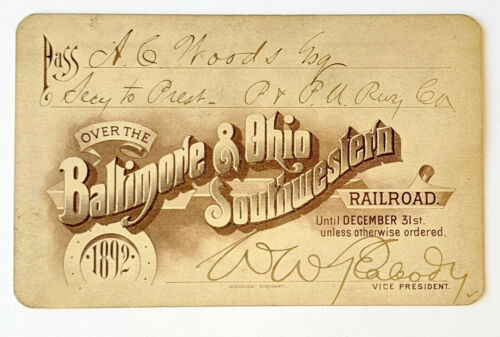 Pass A. C. Woods Esq
Secy to Prest - P & P. U. Rwy Co
OVER THE
Baltimore & Ohio
Southwestern
RAILROAD.
Until DECEMBER 31st.
unless otherwise ordered.
1892
W W Peabody
VICE PRESIDENT.